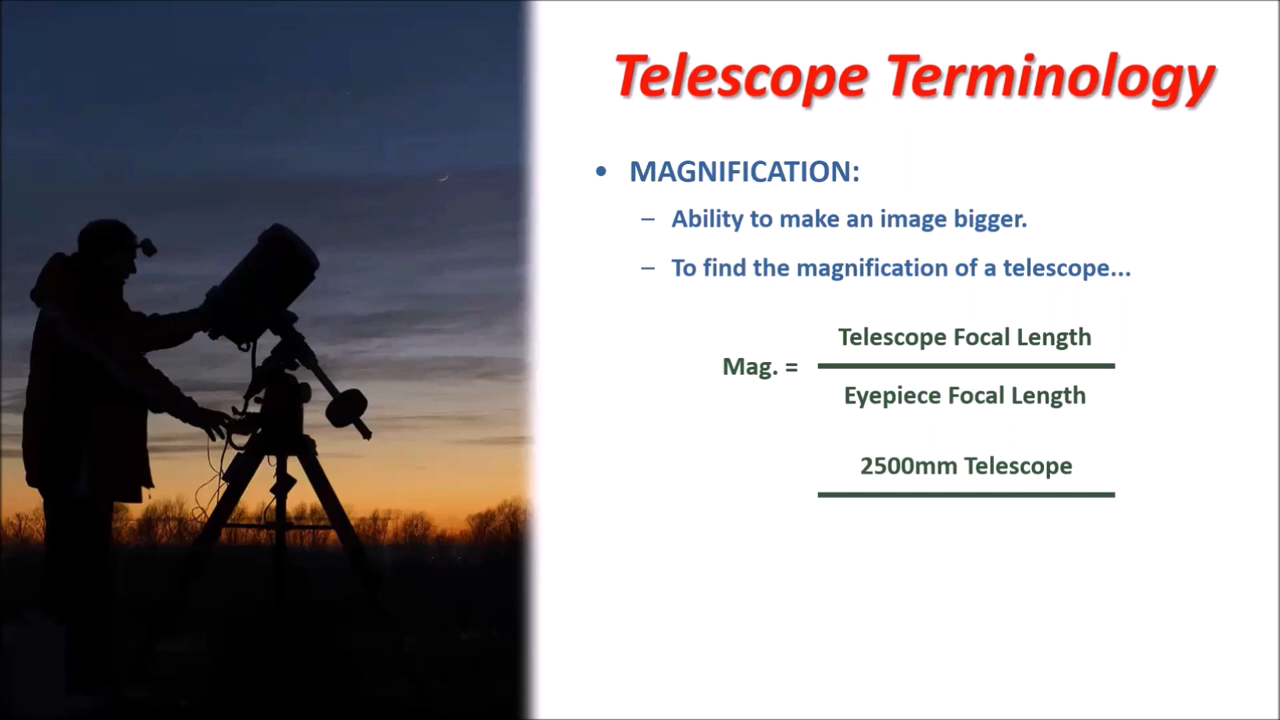 Telescope Terminology
• MAGNIFICATION:
– Ability to make an image bigger.
– To find the magnification of a telescope...
Telescope Focal Length
Mag. =
Eyepiece Focal Length
2500mm Telescope